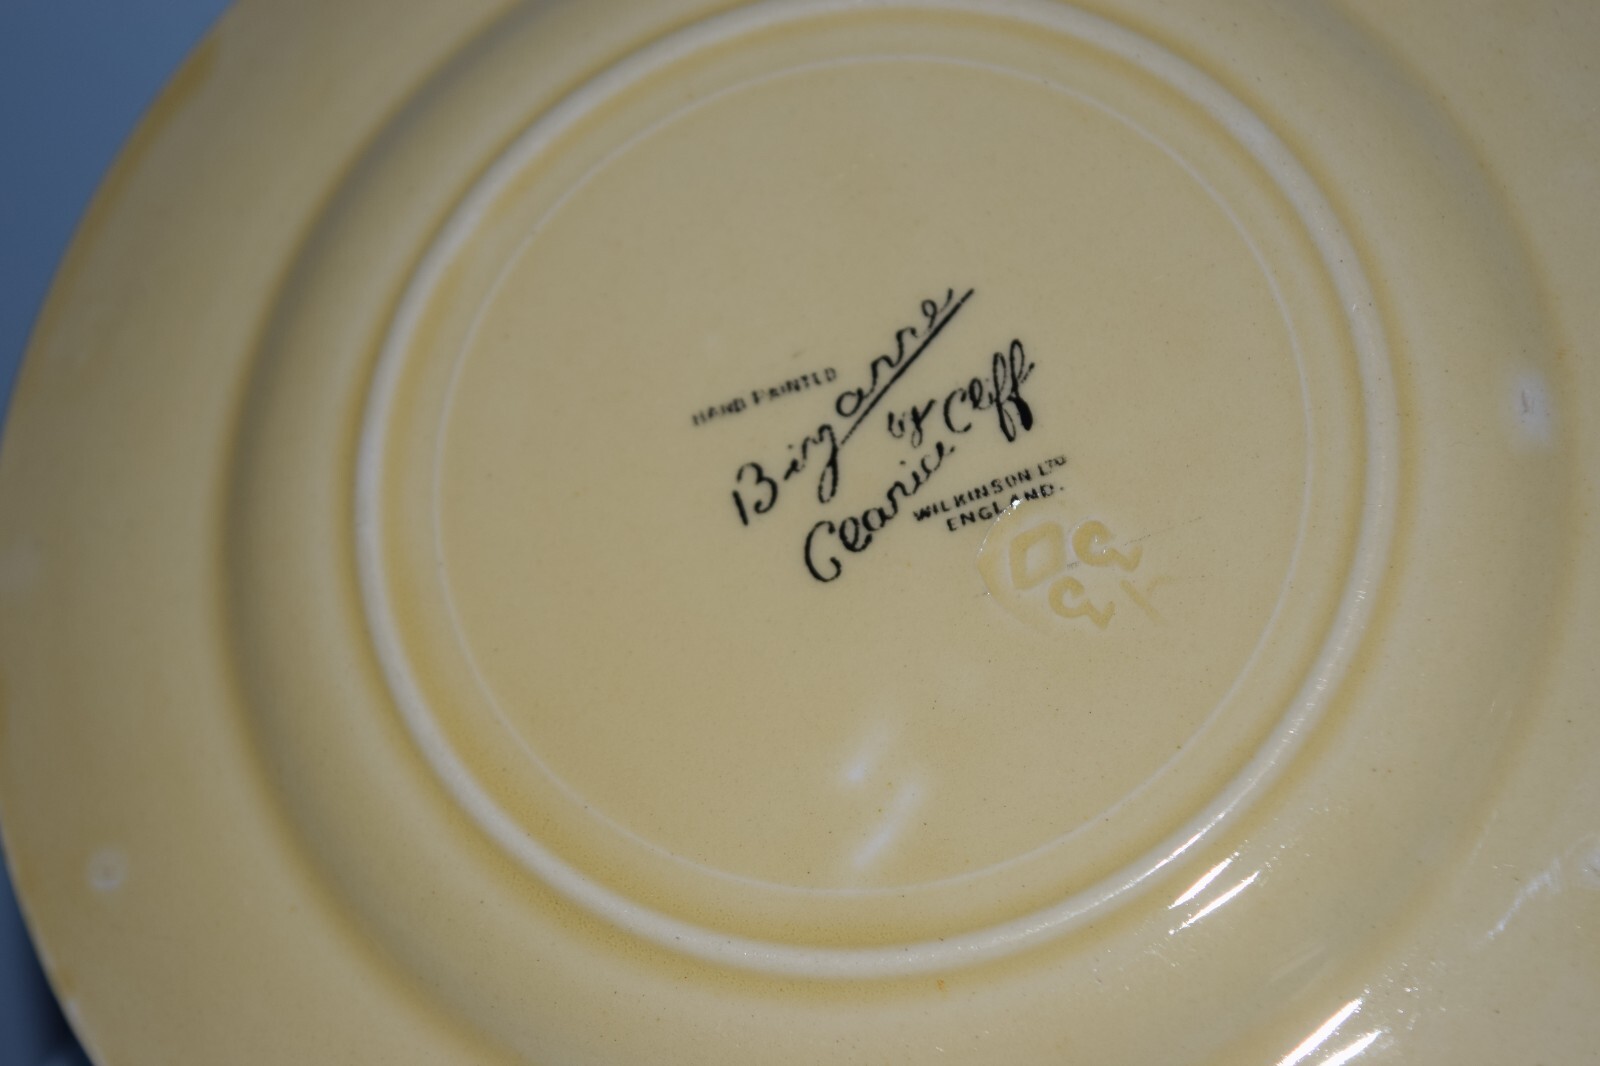 HAND PAINTED
Bizarre
by
Clarice Cliff
WILKINSON LTD
ENGLAND.